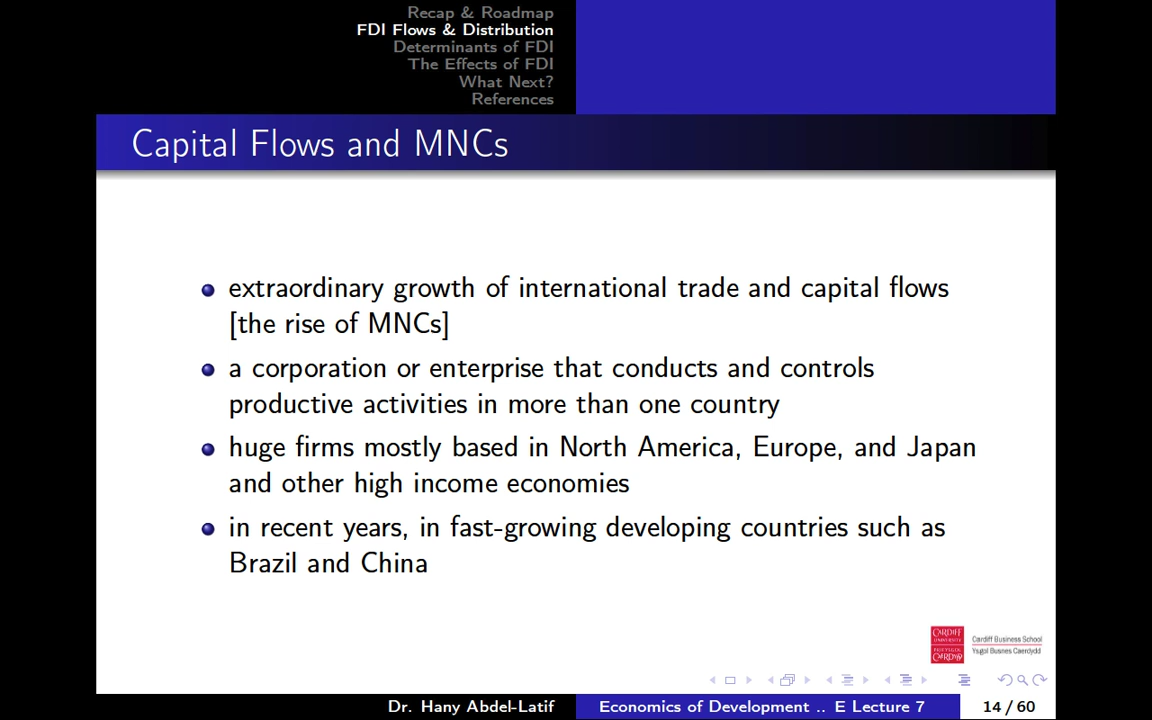 Recap & Roadmap
FDI Flows & Distribution
Determinants of FDI
The Effects of FDI
What Next?
References
Capital Flows and MNCs
extraordinary growth of international trade and capital flows
[the rise of MNCs]
a corporation or enterprise that conducts and controls
productive activities in more than one country
huge firms mostly based in North America, Europe, and Japan
and other high income economies
in recent years, in fast-growing developing countries such as
Brazil and China
CARDIFF
UNIVERSITY
PRIFYSGOL
CAERDYDD
Cardiff Business School
Ysgol Busnes Caerdydd
Dr. Hany Abdel-Latif
Economics of Development .. E Lecture 7
14 / 60